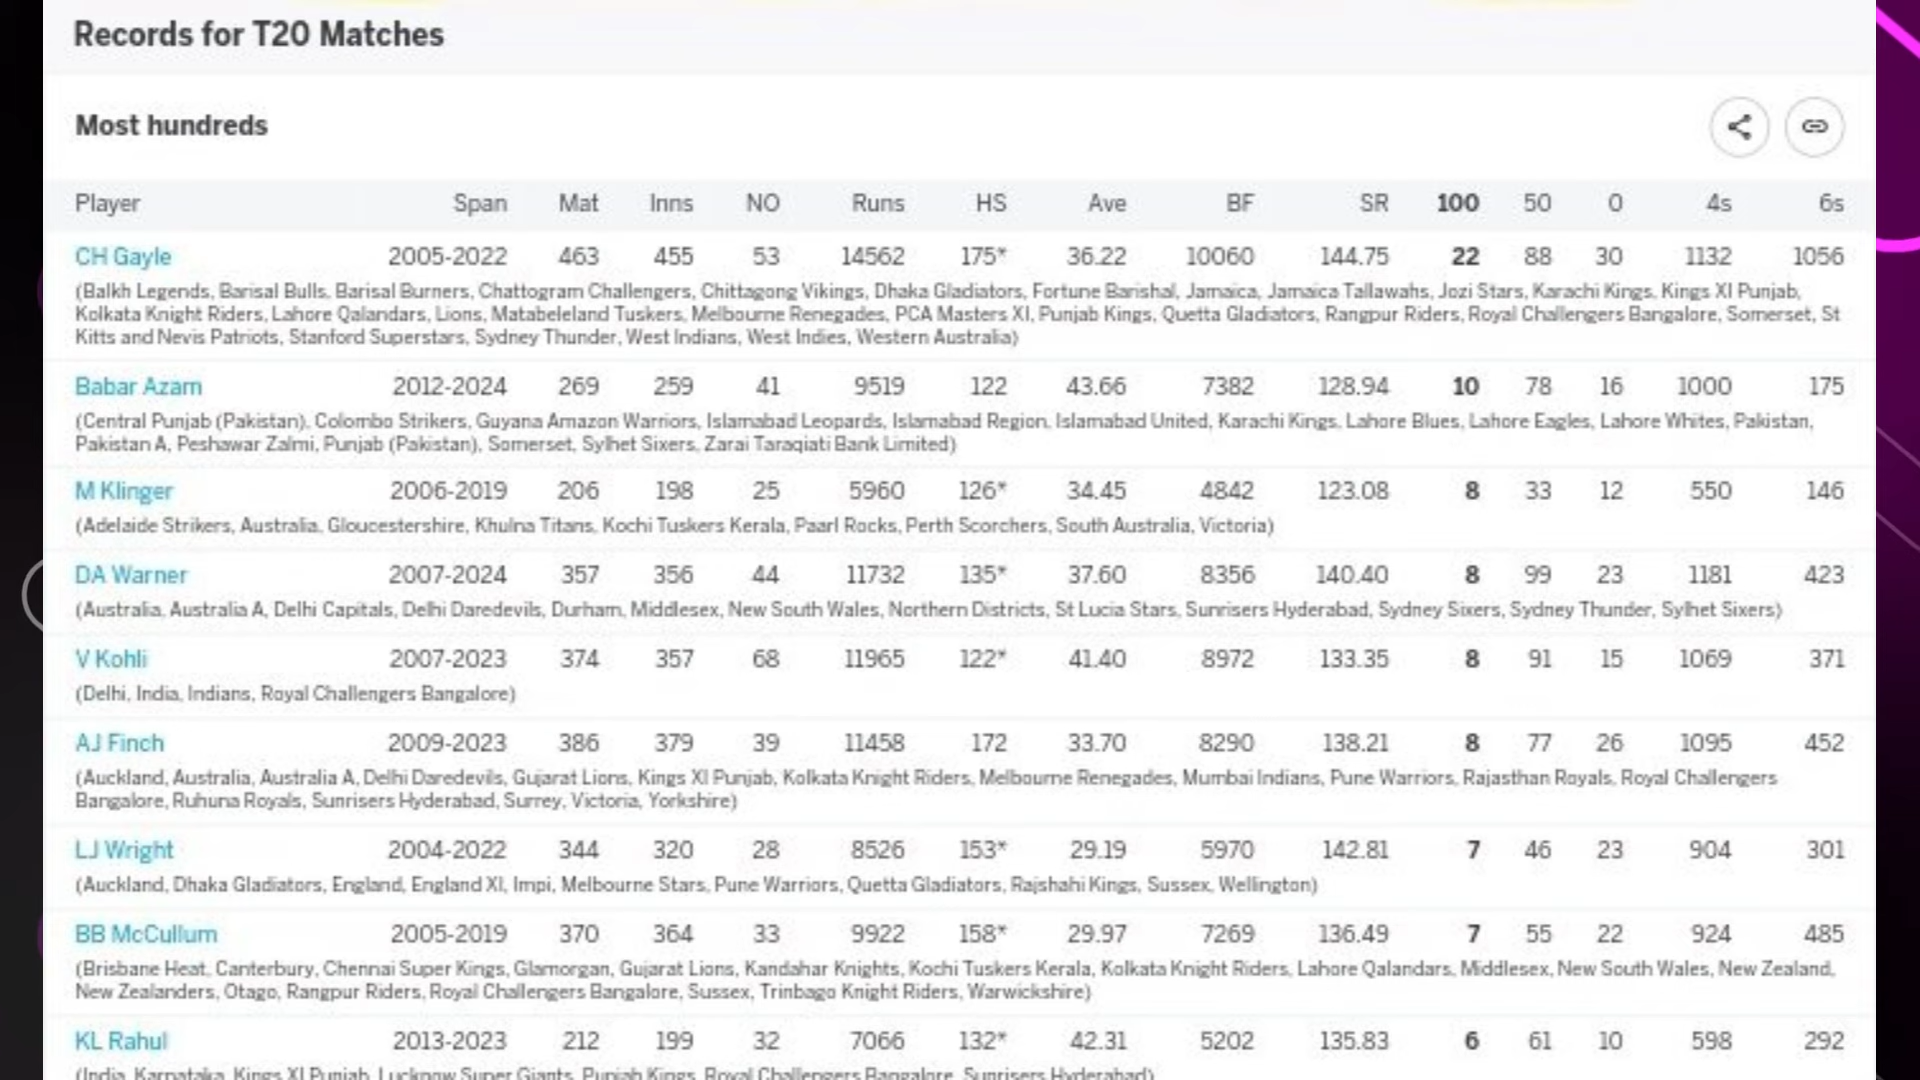 Records for T20 Matches
Most hundreds
Player Span Mat Inns NO Runs HS Ave BF SR 100 50 0 4s 6s
CH Gayle 2005-2022 463 455 53 14562 175* 36.22 10060 144.75 22 88 30 1132 1056
(Balkh Legends, Barisal Bulls, Barisal Burners, Chattogram Challengers, Chittagong Vikings, Dhaka Gladiators, Fortune Barishal, Jamaica, Jamaica Tallawahs, Jozi Stars, Karachi Kings, Kings XI Punjab,
Kolkata Knight Riders, Lahore Qalandars, Lions, Matabeleland Tuskers, Melbourne Renegades, PCA Masters XI, Punjab Kings, Quetta Gladiators, Rangpur Riders, Royal Challengers Bangalore, Somerset, St
Kitts and Nevis Patriots, Stanford Superstars, Sydney Thunder, West Indians, West Indies, Western Australia)
Babar Azam 2012-2024 269 259 41 9519 122 43.66 7382 128.94 10 78 16 1000 175
(Central Punjab (Pakistan), Colombo Strikers, Guyana Amazon Warriors, Islamabad Leopards, Islamabad Region, Islamabad United, Karachi Kings, Lahore Blues, Lahore Eagles, Lahore Whites, Pakistan,
Pakistan A, Peshawar Zalmi, Punjab (Pakistan), Somerset, Sylhet Sixers, Zarai Taraqiati Bank Limited)
M Klinger 2006-2019 206 198 25 5960 126* 34.45 4842 123.08 8 33 12 550 146
(Adelaide Strikers, Australia, Gloucestershire, Khulna Titans, Kochi Tuskers Kerala, Paarl Rocks, Perth Scorchers, South Australia, Victoria)
DA Warner 2007-2024 357 356 44 11732 135* 37.60 8356 140.40 8 99 23 1181 423
(Australia, Australia A, Delhi Capitals, Delhi Daredevils, Durham, Middlesex, New South Wales, Northern Districts, St Lucia Stars, Sunrisers Hyderabad, Sydney Sixers, Sydney Thunder, Sylhet Sixers)
V Kohli 2007-2023 374 357 68 11965 122* 41.40 8972 133.35 8 91 15 1069 371
(Delhi, India, Indians, Royal Challengers Bangalore)
AJ Finch 2009-2023 386 379 39 11458 172 33.70 8290 138.21 8 77 26 1095 452
(Auckland, Australia, Australia A, Delhi Daredevils, Gujarat Lions, Kings XI Punjab, Kolkata Knight Riders, Melbourne Renegades, Mumbai Indians, Pune Warriors, Rajasthan Royals, Royal Challengers
Bangalore, Ruhuna Royals, Sunrisers Hyderabad, Surrey, Victoria, Yorkshire)
LJ Wright 2004-2022 344 320 28 8526 153* 29.19 5970 142.81 7 46 23 904 301
(Auckland, Dhaka Gladiators, England, England XI, Impi, Melbourne Stars, Pune Warriors, Quetta Gladiators, Rajshahi Kings, Sussex, Wellington)
BB McCullum 2005-2019 370 364 33 9922 158* 29.97 7269 136.49 7 55 22 924 485
(Brisbane Heat, Canterbury, Chennai Super Kings, Glamorgan, Gujarat Lions, Kandahar Knights, Kochi Tuskers Kerala, Kolkata Knight Riders, Lahore Qalandars, Middlesex, New South Wales, New Zealand,
New Zealanders, Otago, Rangpur Riders, Royal Challengers Bangalore, Sussex, Trinbago Knight Riders, Warwickshire)
KL Rahul 2013-2023 212 199 32 7066 132* 42.31 5202 135.83 6 61 10 598 292
(India, Karnataka, Kings XI Punjab, Lucknow Super Giants, Punjab Kings, Royal Challengers Bangalore, Sunrisers Hyderabad)